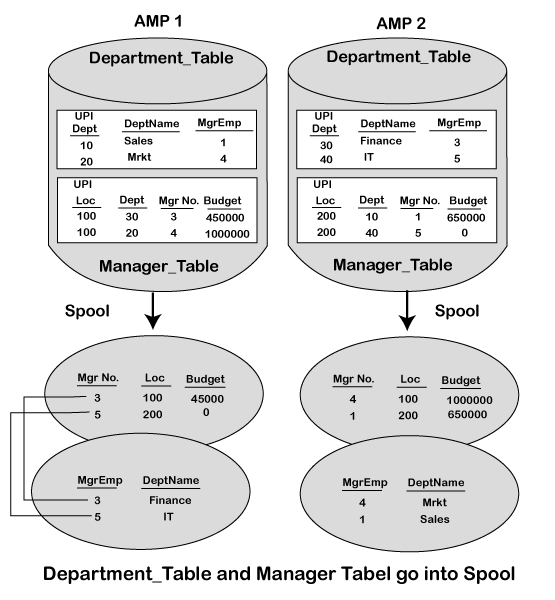 AMP 1 AMP 2
Department_Table Department_Table
UPI
Dept DeptName MgrEmp
10 Sales 1
20 Mrkt 4
UPI
Dept DeptName MgrEmp
30 Finance 3
40 IT 5
UPI
Loc Dept Mgr No. Budget
100 30 3 450000
100 20 4 1000000
UPI
Loc Dept Mgr No. Budget
200 10 1 650000
200 40 5 0
Manager_Table Manager_Table
Spool Spool
Mgr No. Loc Budget
3 100 45000
5 200 0
Mgr No. Loc Budget
4 100 1000000
1 200 650000
MgrEmp DeptName
3 Finance
5 IT
MgrEmp DeptName
4 Mrkt
1 Sales
Department_Table and Manager Tabel go into Spool